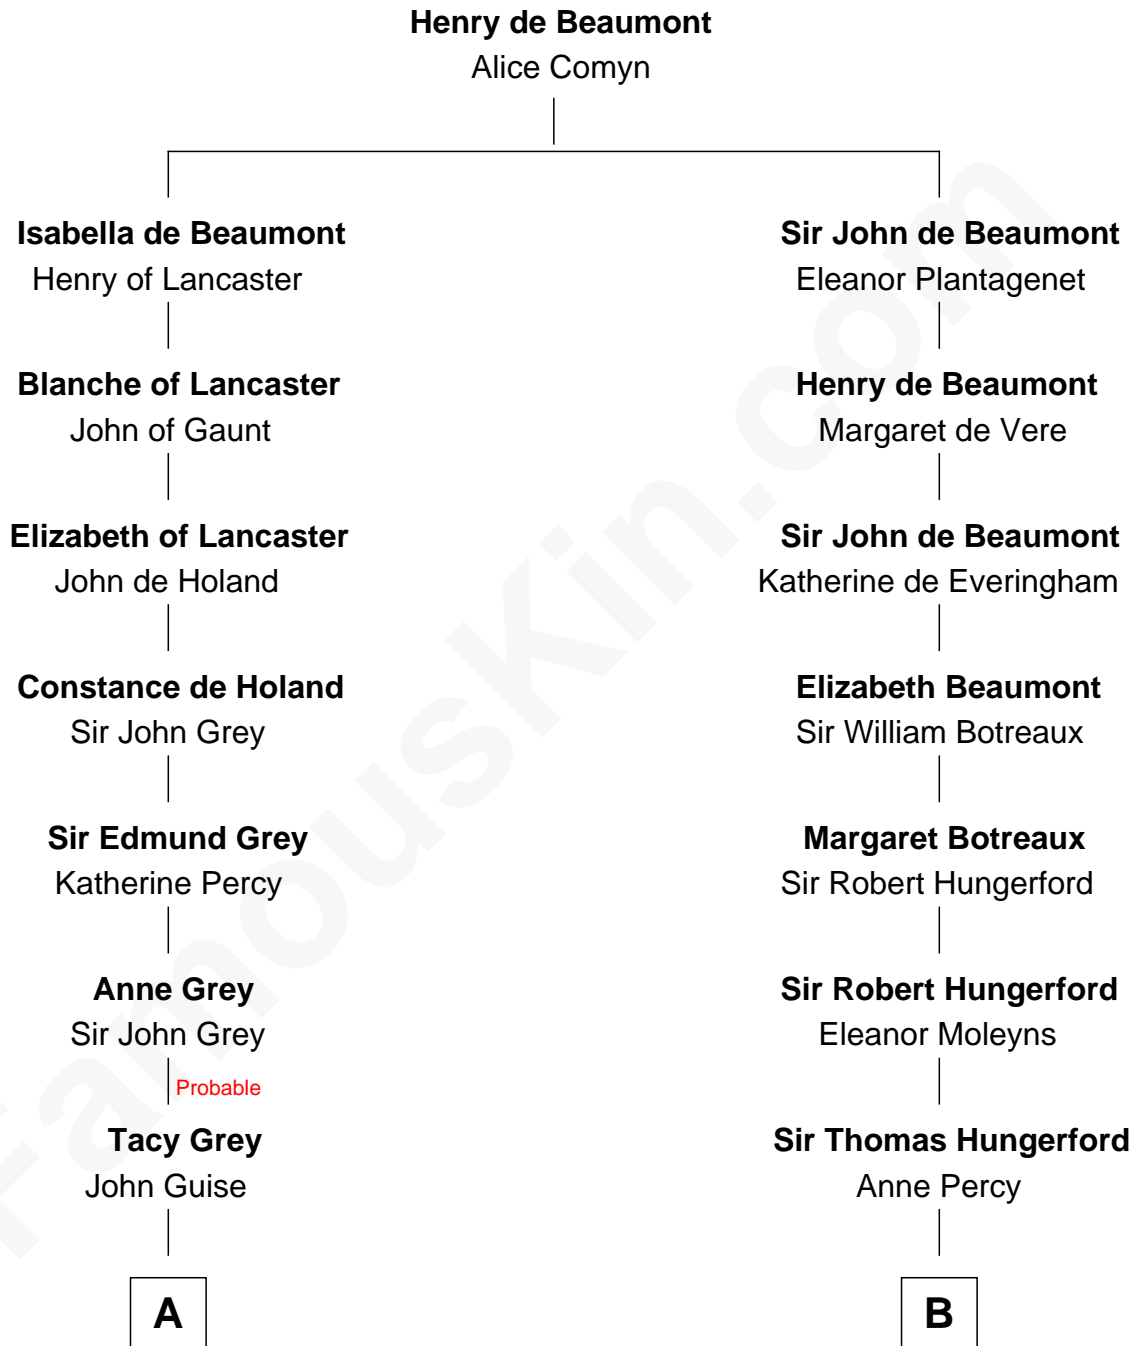 Henry de Beaumont
Alice Comyn
Isabella de Beaumont
Henry of Lancaster
Blanche of Lancaster
John of Gaunt
Elizabeth of Lancaster
John de Holand
Constance de Holand
Sir John Grey
Sir Edmund Grey
Katherine Percy
Anne Grey
Sir John Grey
Probable
Tacy Grey
John Guise
A
Sir John de Beaumont
Eleanor Plantagenet
Henry de Beaumont
Margaret de Vere
Sir John de Beaumont
Katherine de Everingham
Elizabeth Beaumont
Sir William Botreaux
Margaret Botreaux
Sir Robert Hungerford
Sir Robert Hungerford
Eleanor Moleyns
Sir Thomas Hungerford
Anne Percy
B
FamousKin.com